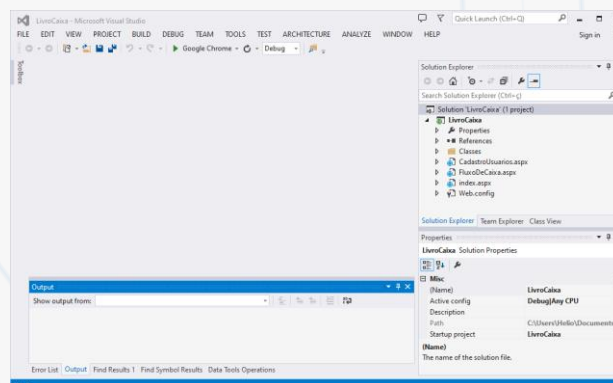 LivroCaixa - Microsoft Visual Studio
Quick Launch (Ctrl+Q)
FILE EDIT VIEW PROJECT BUILD DEBUG TEAM TOOLS TEST ARCHITECTURE ANALYZE WINDOW HELP
Sign in
Google Chrome
Debug
Toolbox
Solution Explorer
Search Solution Explorer (Ctrl+ç)
Solution 'LivroCaixa' (1 project)
LivroCaixa
Properties
References
Classes
CadastroUsuarios.aspx
FluxoDeCaixa.aspx
index.aspx
Web.config
Solution Explorer Team Explorer Class View
Properties
LivroCaixa Solution Properties
Misc
(Name) LivroCaixa
Active config Debug|Any CPU
Description
Path C:\Users\Helio\Documents
Startup project LivroCaixa
(Name)
The name of the solution file.
Output
Show output from:
Error List Output Find Results 1 Find Symbol Results Data Tools Operations